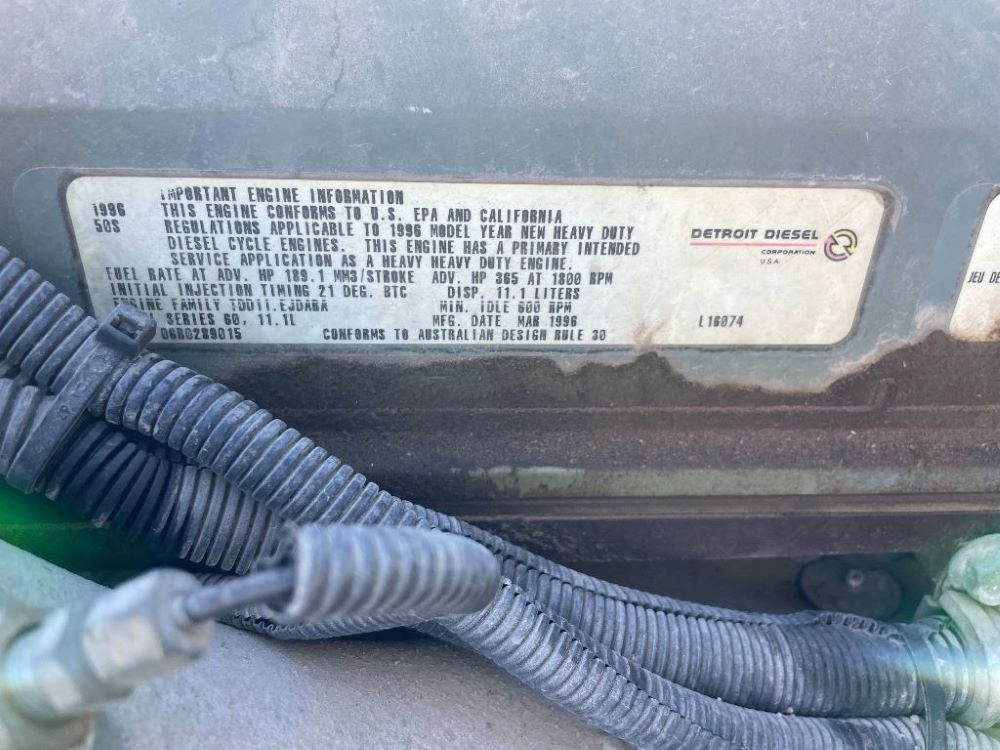 IMPORTANT ENGINE INFORMATION
1996 THIS ENGINE CONFORMS TO U.S. EPA AND CALIFORNIA
50S REGULATIONS APPLICABLE TO 1996 MODEL YEAR NEW HEAVY DUTY
DIESEL CYCLE ENGINES. THIS ENGINE HAS A PRIMARY INTENDED
SERVICE APPLICATION AS A HEAVY HEAVY DUTY ENGINE.
FUEL RATE AT ADV. HP 189.1 MM3/STROKE ADV. HP 365 AT 1800 RPM
INITIAL INJECTION TIMING 21 DEG. BTC DISP. 11.1 LITERS
ENGINE FAMILY TDD11.EJDARA MIN. IDLE 600 RPM
SERIES 60, 11.1L MFG. DATE MAR 1996
06R0289015 CONFORMS TO AUSTRALIAN DESIGN RULE 30
DETROIT DIESEL
CORPORATION
U.S.A.
L16074
JEU DE